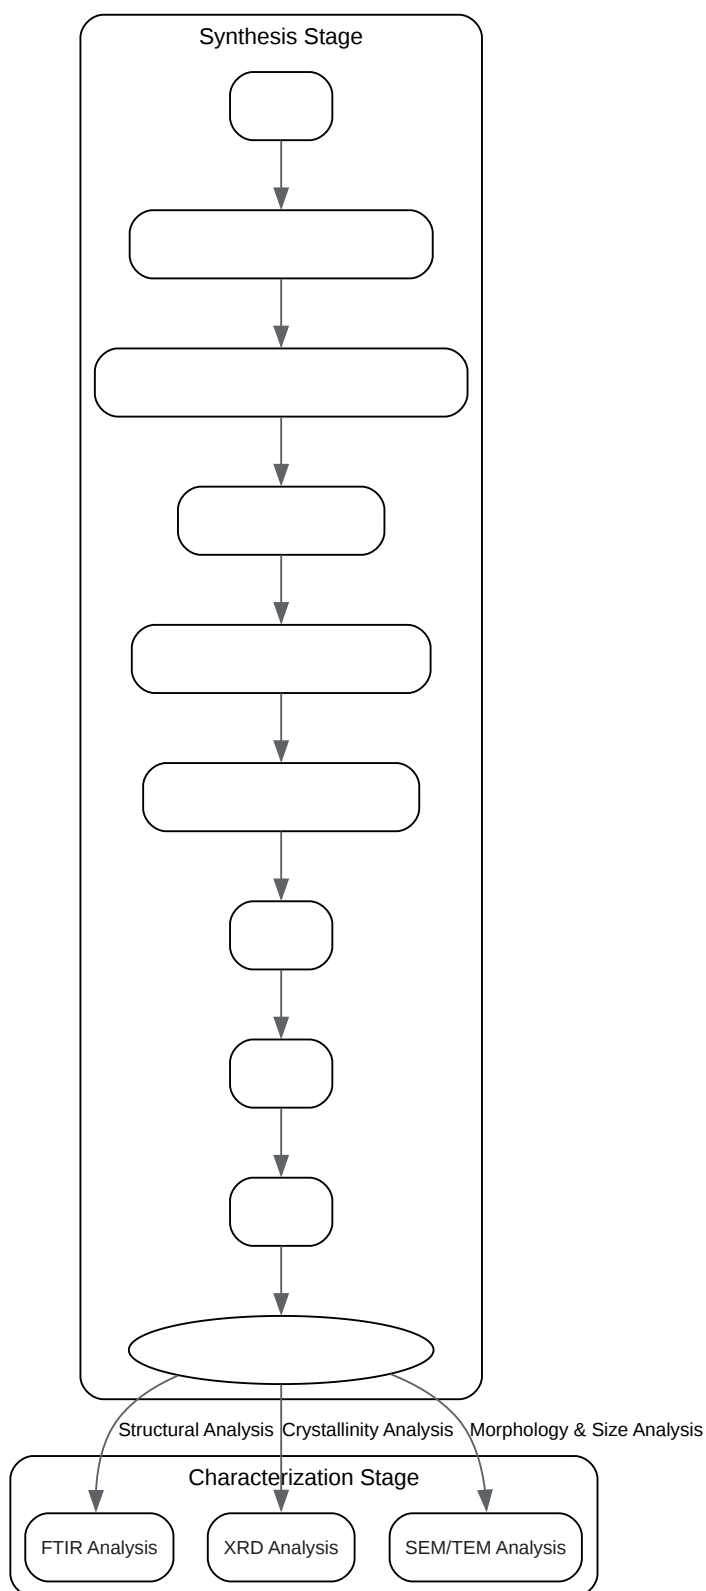 Synthesis Stage
Structural Analysis
Crystallinity Analysis
Morphology & Size Analysis
Characterization Stage
FTIR Analysis
XRD Analysis
SEM/TEM Analysis